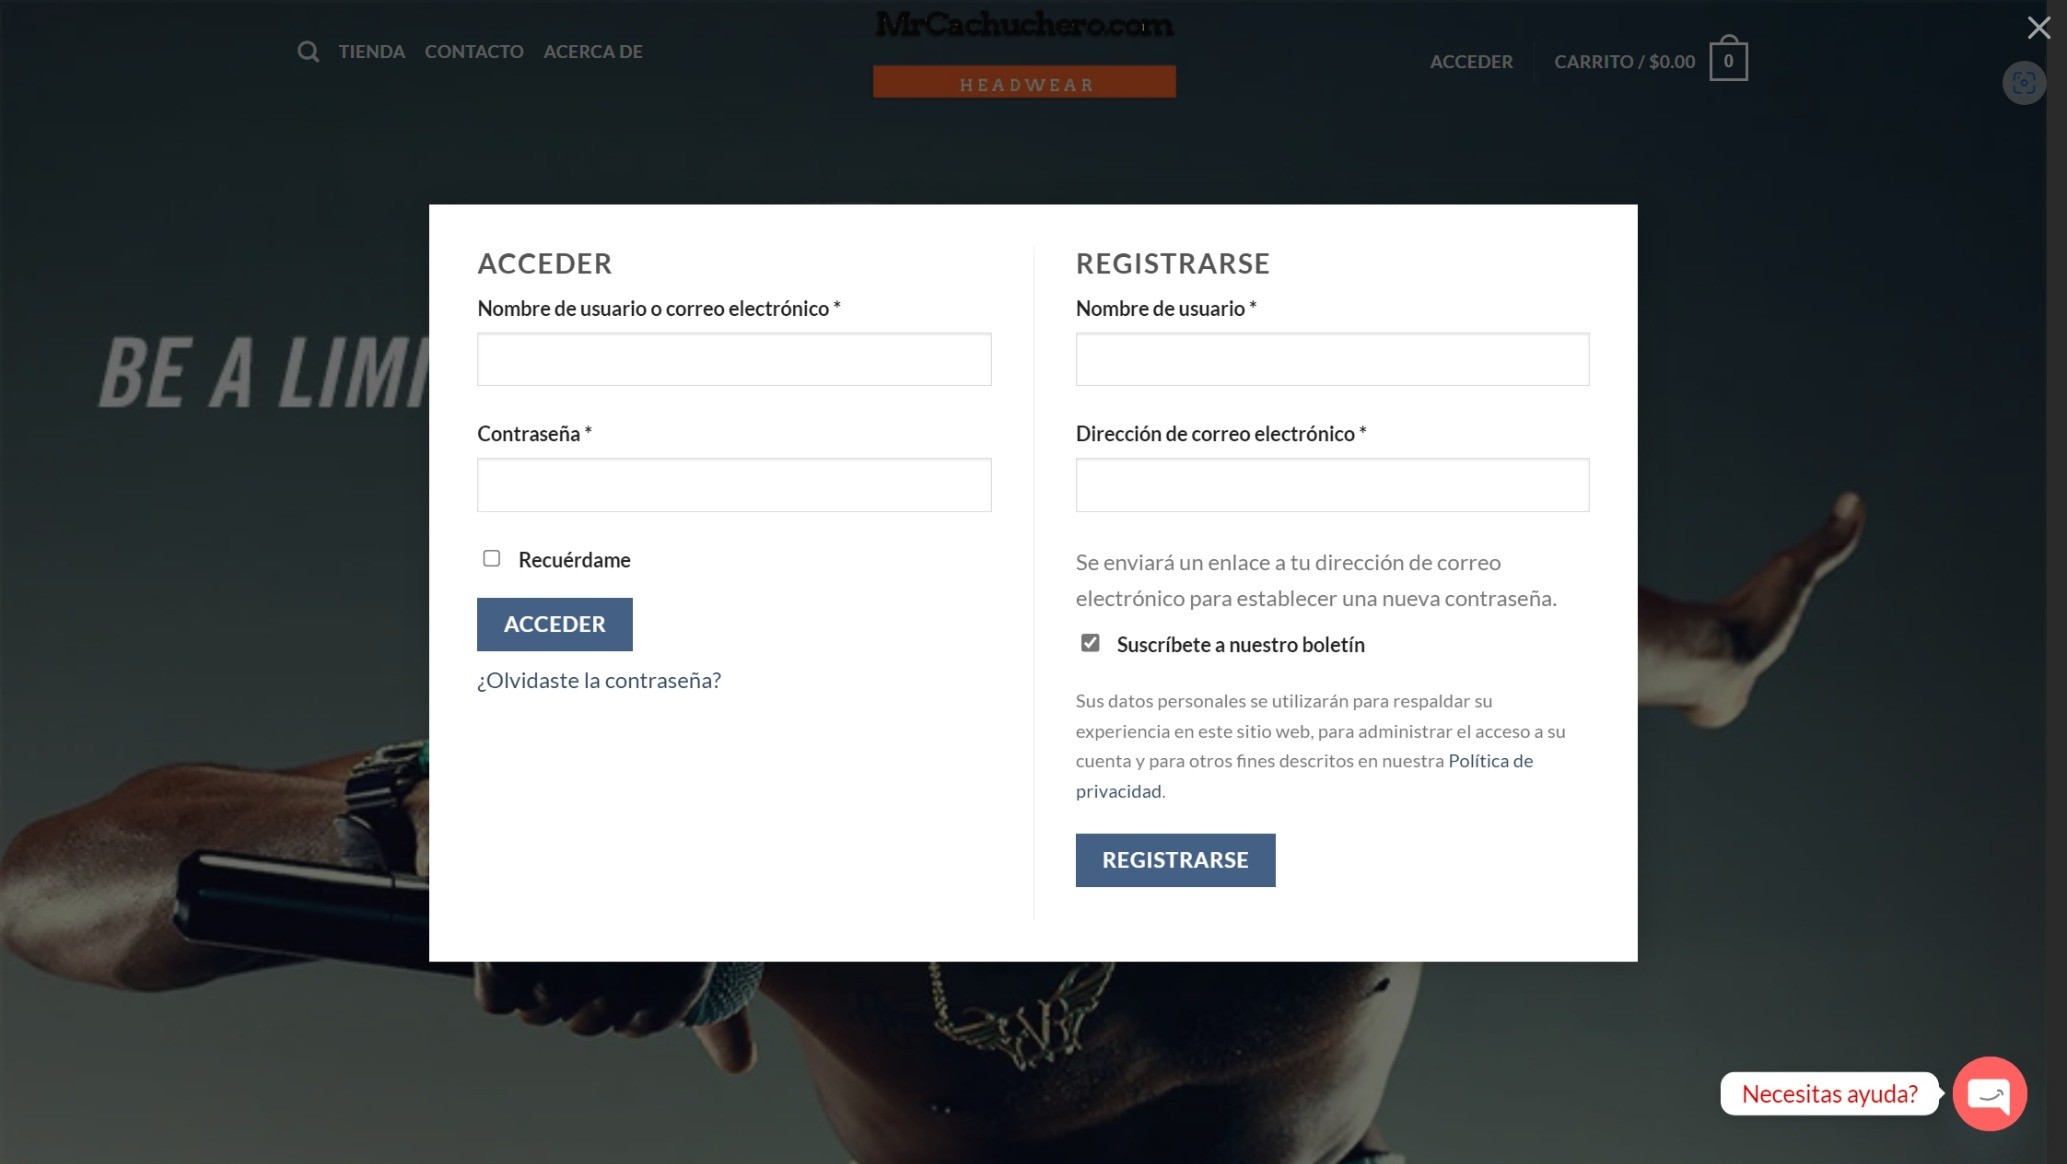 MrCachuchero.com
TIENDA CONTACTO ACERCA DE
ACCEDER CARRITO / $0.00 0
HEADWEAR
BE A LIMI
ACCEDER
Nombre de usuario o correo electrónico *
Contraseña *
Recuérdame
ACCEDER
¿Olvidaste la contraseña?
REGISTRARSE
Nombre de usuario *
Dirección de correo electrónico *
Se enviará un enlace a tu dirección de correo
electrónico para establecer una nueva contraseña.
Suscríbete a nuestro boletín
Sus datos personales se utilizarán para respaldar su
experiencia en este sitio web, para administrar el acceso a su
cuenta y para otros fines descritos en nuestra Política de
privacidad.
REGISTRARSE
Necesitas ayuda?